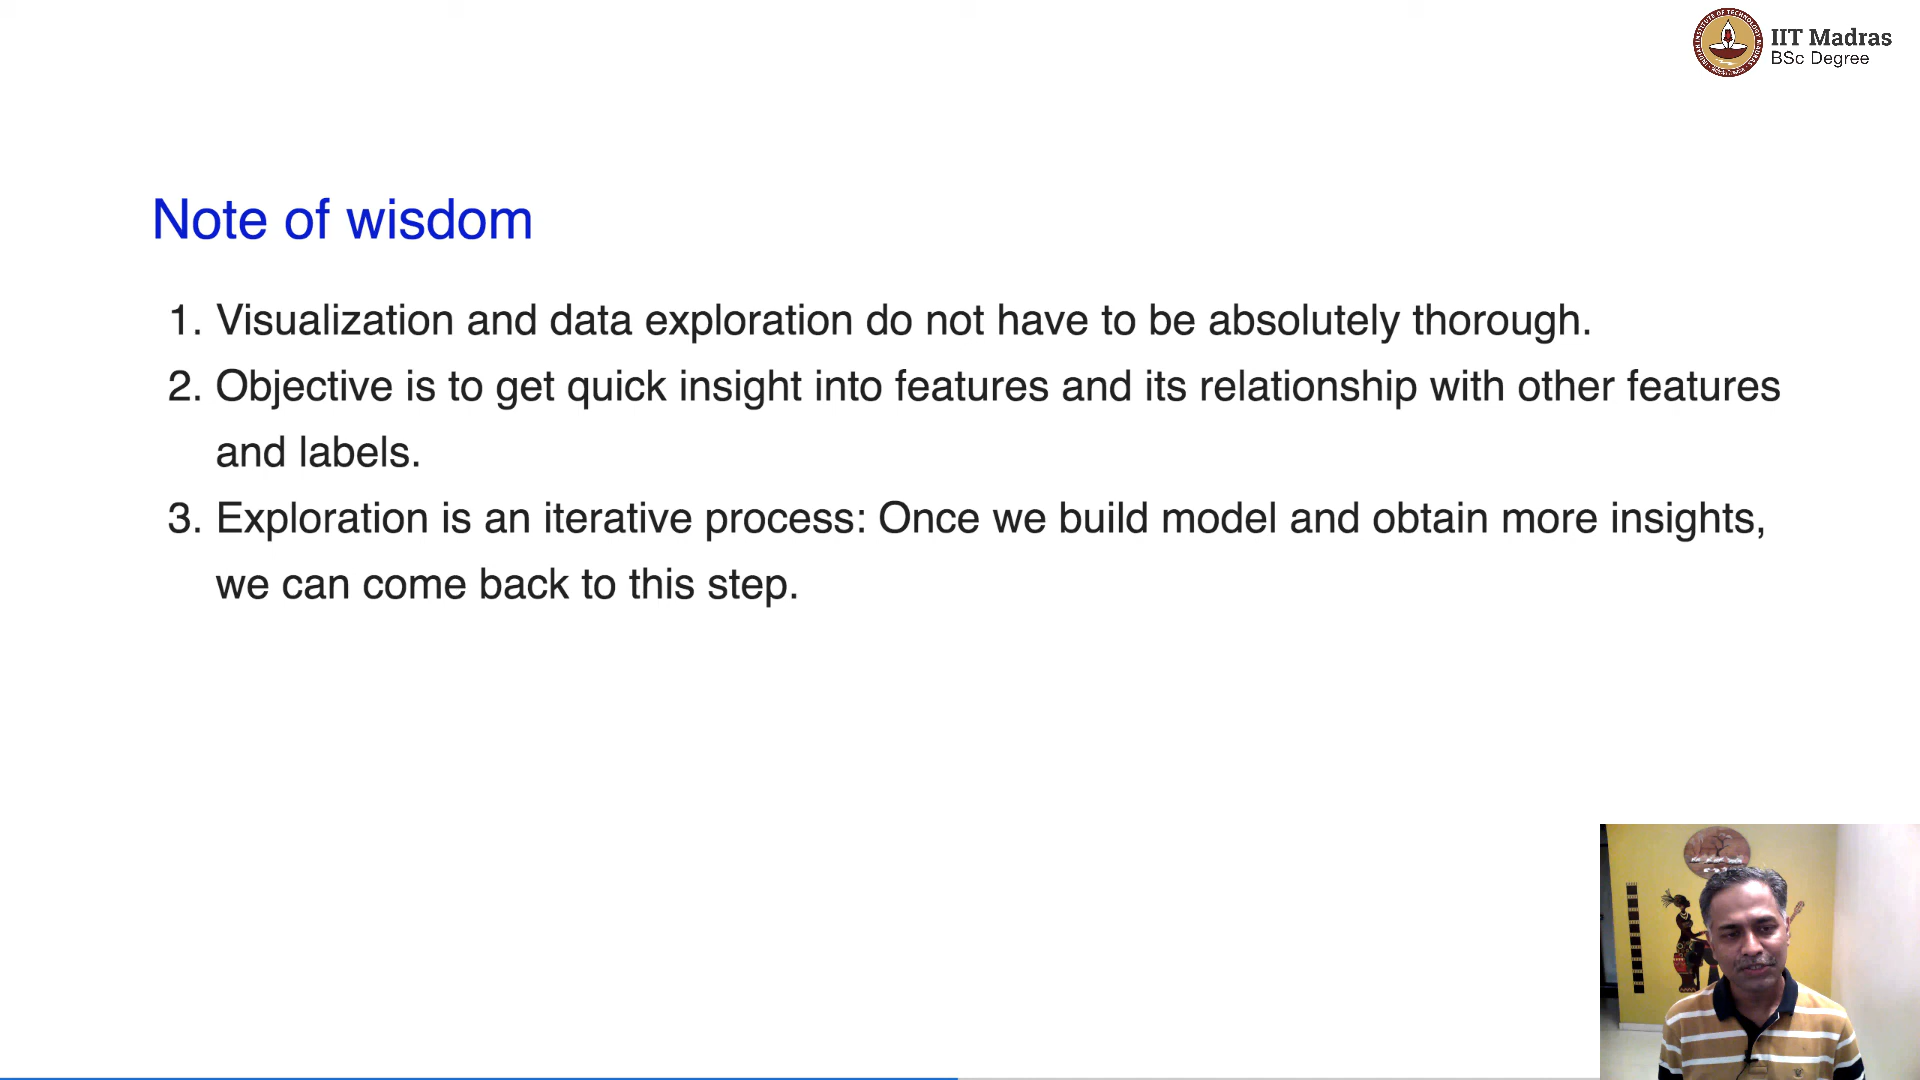 IIT Madras
BSc Degree
Note of wisdom
1. Visualization and data exploration do not have to be absolutely thorough.
2. Objective is to get quick insight into features and its relationship with other features
and labels.
3. Exploration is an iterative process: Once we build model and obtain more insights,
we can come back to this step.